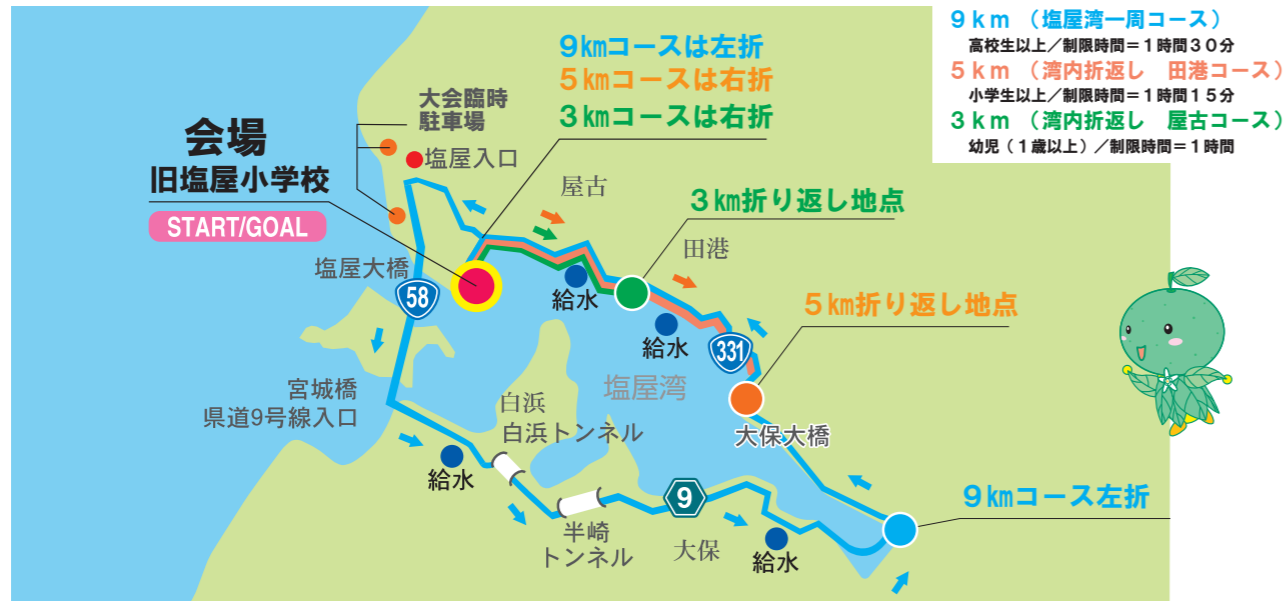 9km （塩屋湾一周コース）
高校生以上／制限時間＝1時間30分
5km （湾内折返し　田港コース）
小学生以上／制限時間＝1時間15分
3km （湾内折返し　屋古コース）
幼児（1歳以上）／制限時間＝1時間
9kmコースは左折
5kmコースは右折
3kmコースは右折
大会臨時
駐車場
会場
旧塩屋小学校
START/GOAL
塩屋入口
屋古
3km折り返し地点
田港
塩屋大橋
58
給水
5km折り返し地点
給水
331
塩屋湾
宮城橋
県道9号線入口
白浜
白浜トンネル
大保大橋
給水
9
9kmコース左折
半崎
トンネル
大保
給水